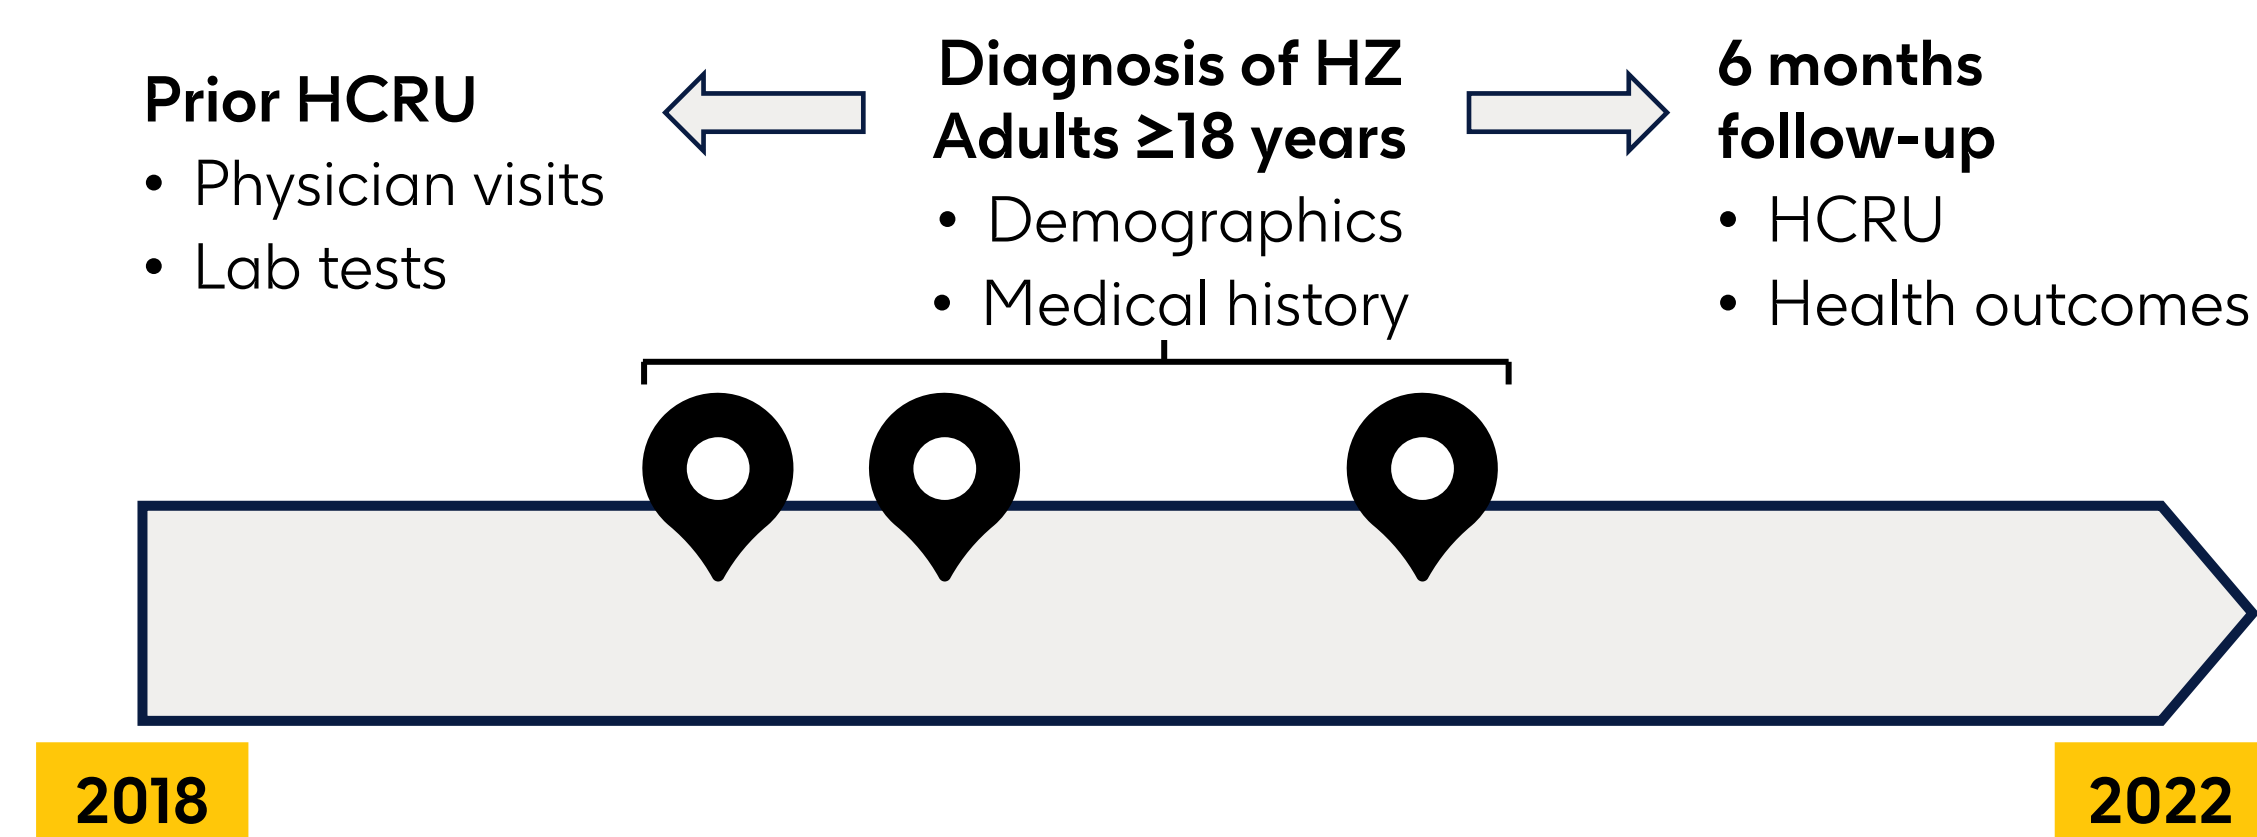 Prior HCRU
• Physician visits
• Lab tests
Diagnosis of HZ
Adults ≥18 years
• Demographics
• Medical history
6 months
follow-up
• HCRU
• Health outcomes
2018
2022